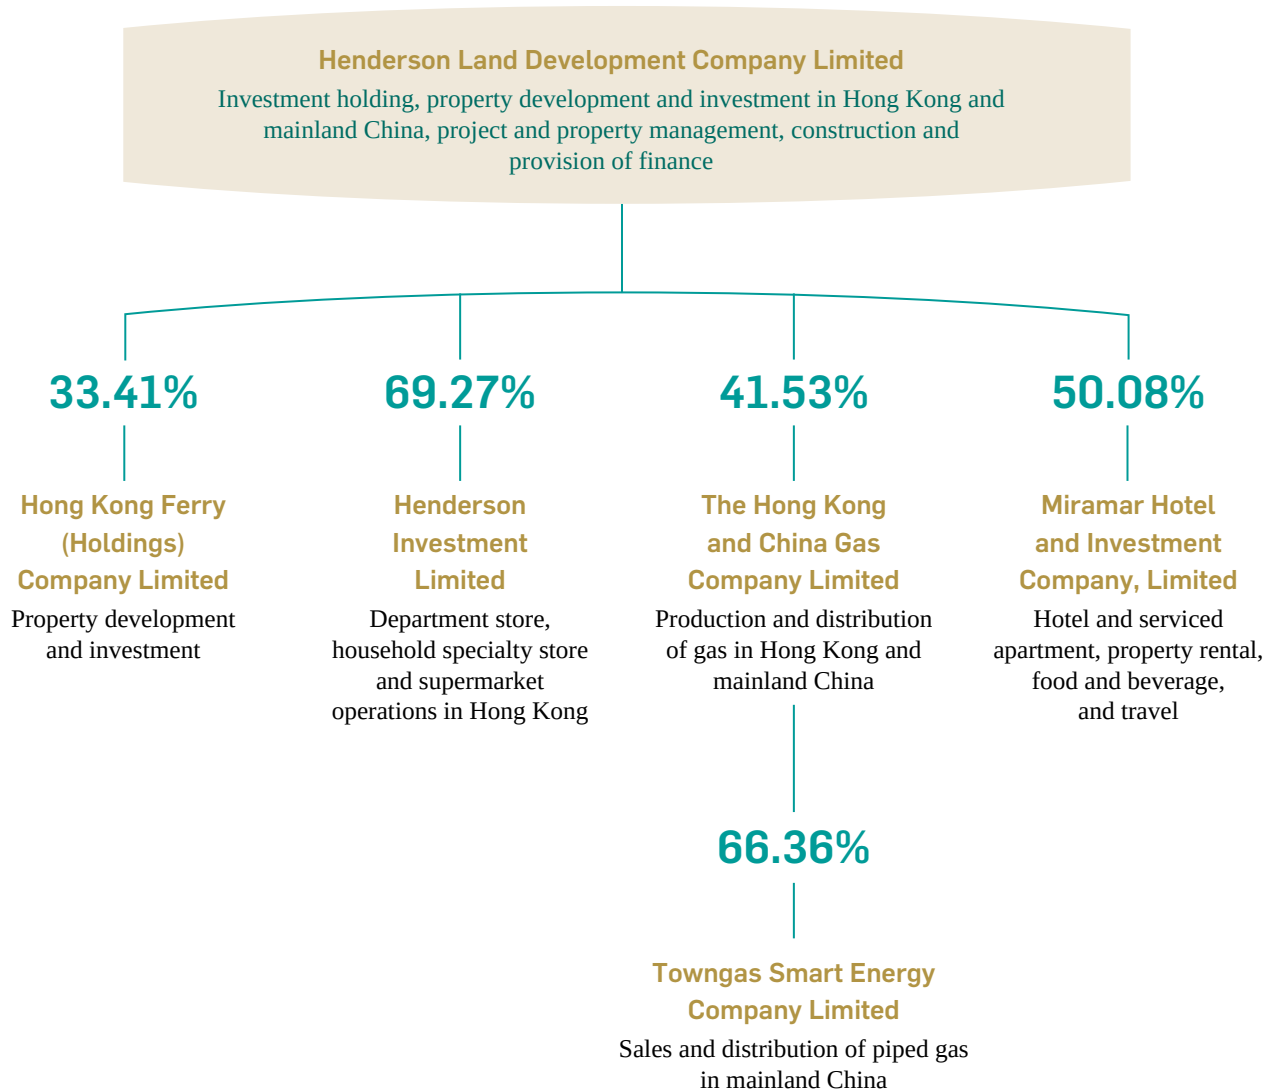 Henderson Land Development Company Limited
Investment holding, property development and investment in Hong Kong and
mainland China, project and property management, construction and
provision of finance
33.41%
Hong Kong Ferry
(Holdings)
Company Limited
Property development
and investment
69.27%
Henderson
Investment
Limited
Department store,
household specialty store
and supermarket
operations in Hong Kong
41.53%
The Hong Kong
and China Gas
Company Limited
Production and distribution
of gas in Hong Kong and
mainland China
50.08%
Miramar Hotel
and Investment
Company, Limited
Hotel and serviced
apartment, property rental,
food and beverage,
and travel
66.36%
Towngas Smart Energy
Company Limited
Sales and distribution of piped gas
in mainland China